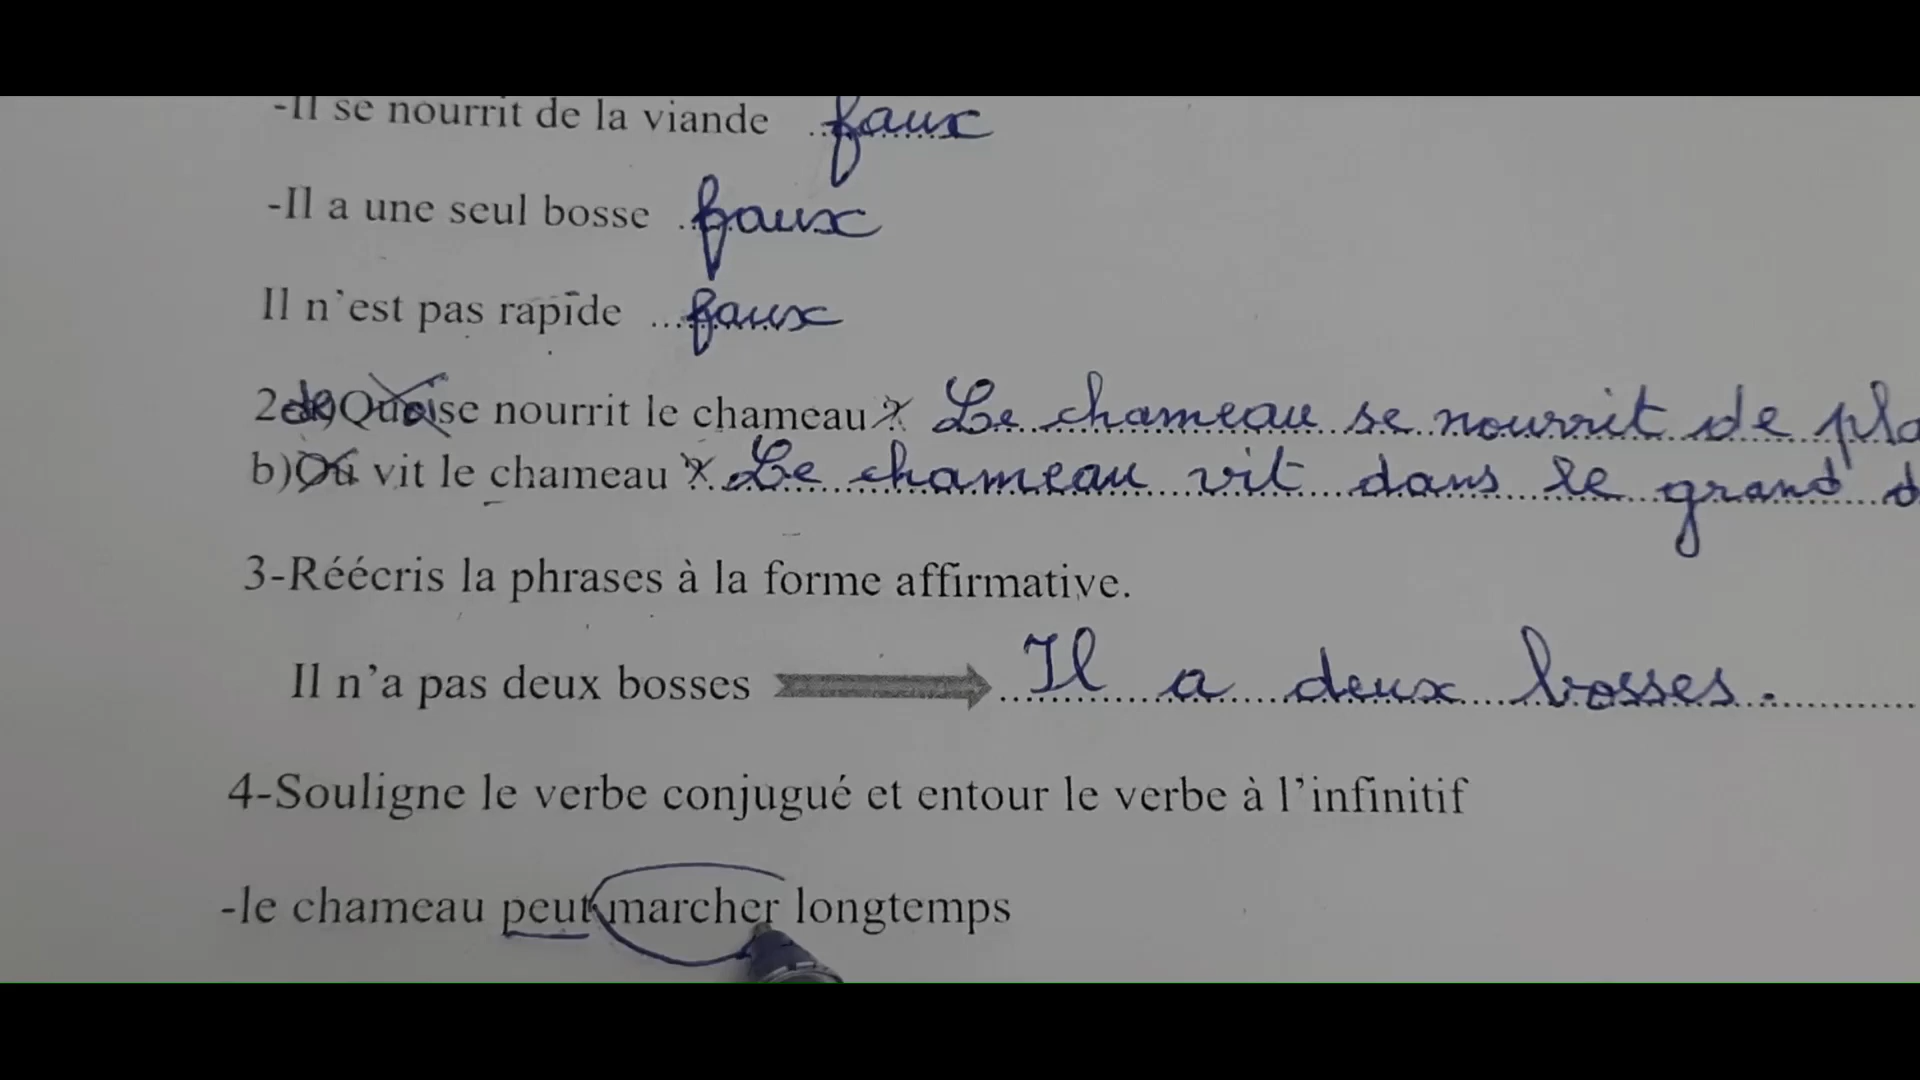 -Il se nourrit de la viande ...faux
-Il a une seul bosse ..faux
Il n'est pas rapide ...faux
2 de Quoi se nourrit le chameau ? Le chameau se nourrit de
b)Où vit le chameau ? Le chameau vit dans le grand
3-Réécris la phrases à la forme affirmative.
Il n'a pas deux bosses Il a deux bosses.
4-Souligne le verbe conjugué et entour le verbe à l'infinitif
-le chameau peut marcher longtemps